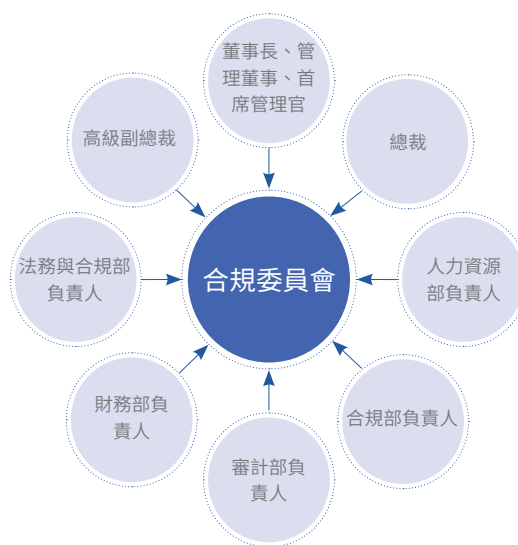 董事長、管
理董事、首
席管理官
高級副總裁
總裁
法務與合規部
負責人
合規委員會
人力資源
部負責人
財務部負
責人
合規部負責人
審計部負
責人